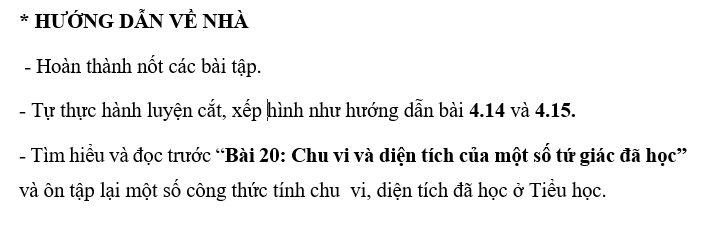 * HƯỚNG DẪN VỀ NHÀ
- Hoàn thành nốt các bài tập.
- Tự thực hành luyện cắt, xếp hình như hướng dẫn bài 4.14 và 4.15.
- Tìm hiểu và đọc trước “Bài 20: Chu vi và diện tích của một số tứ giác đã học”
và ôn tập lại một số công thức tính chu vi, diện tích đã học ở Tiểu học.